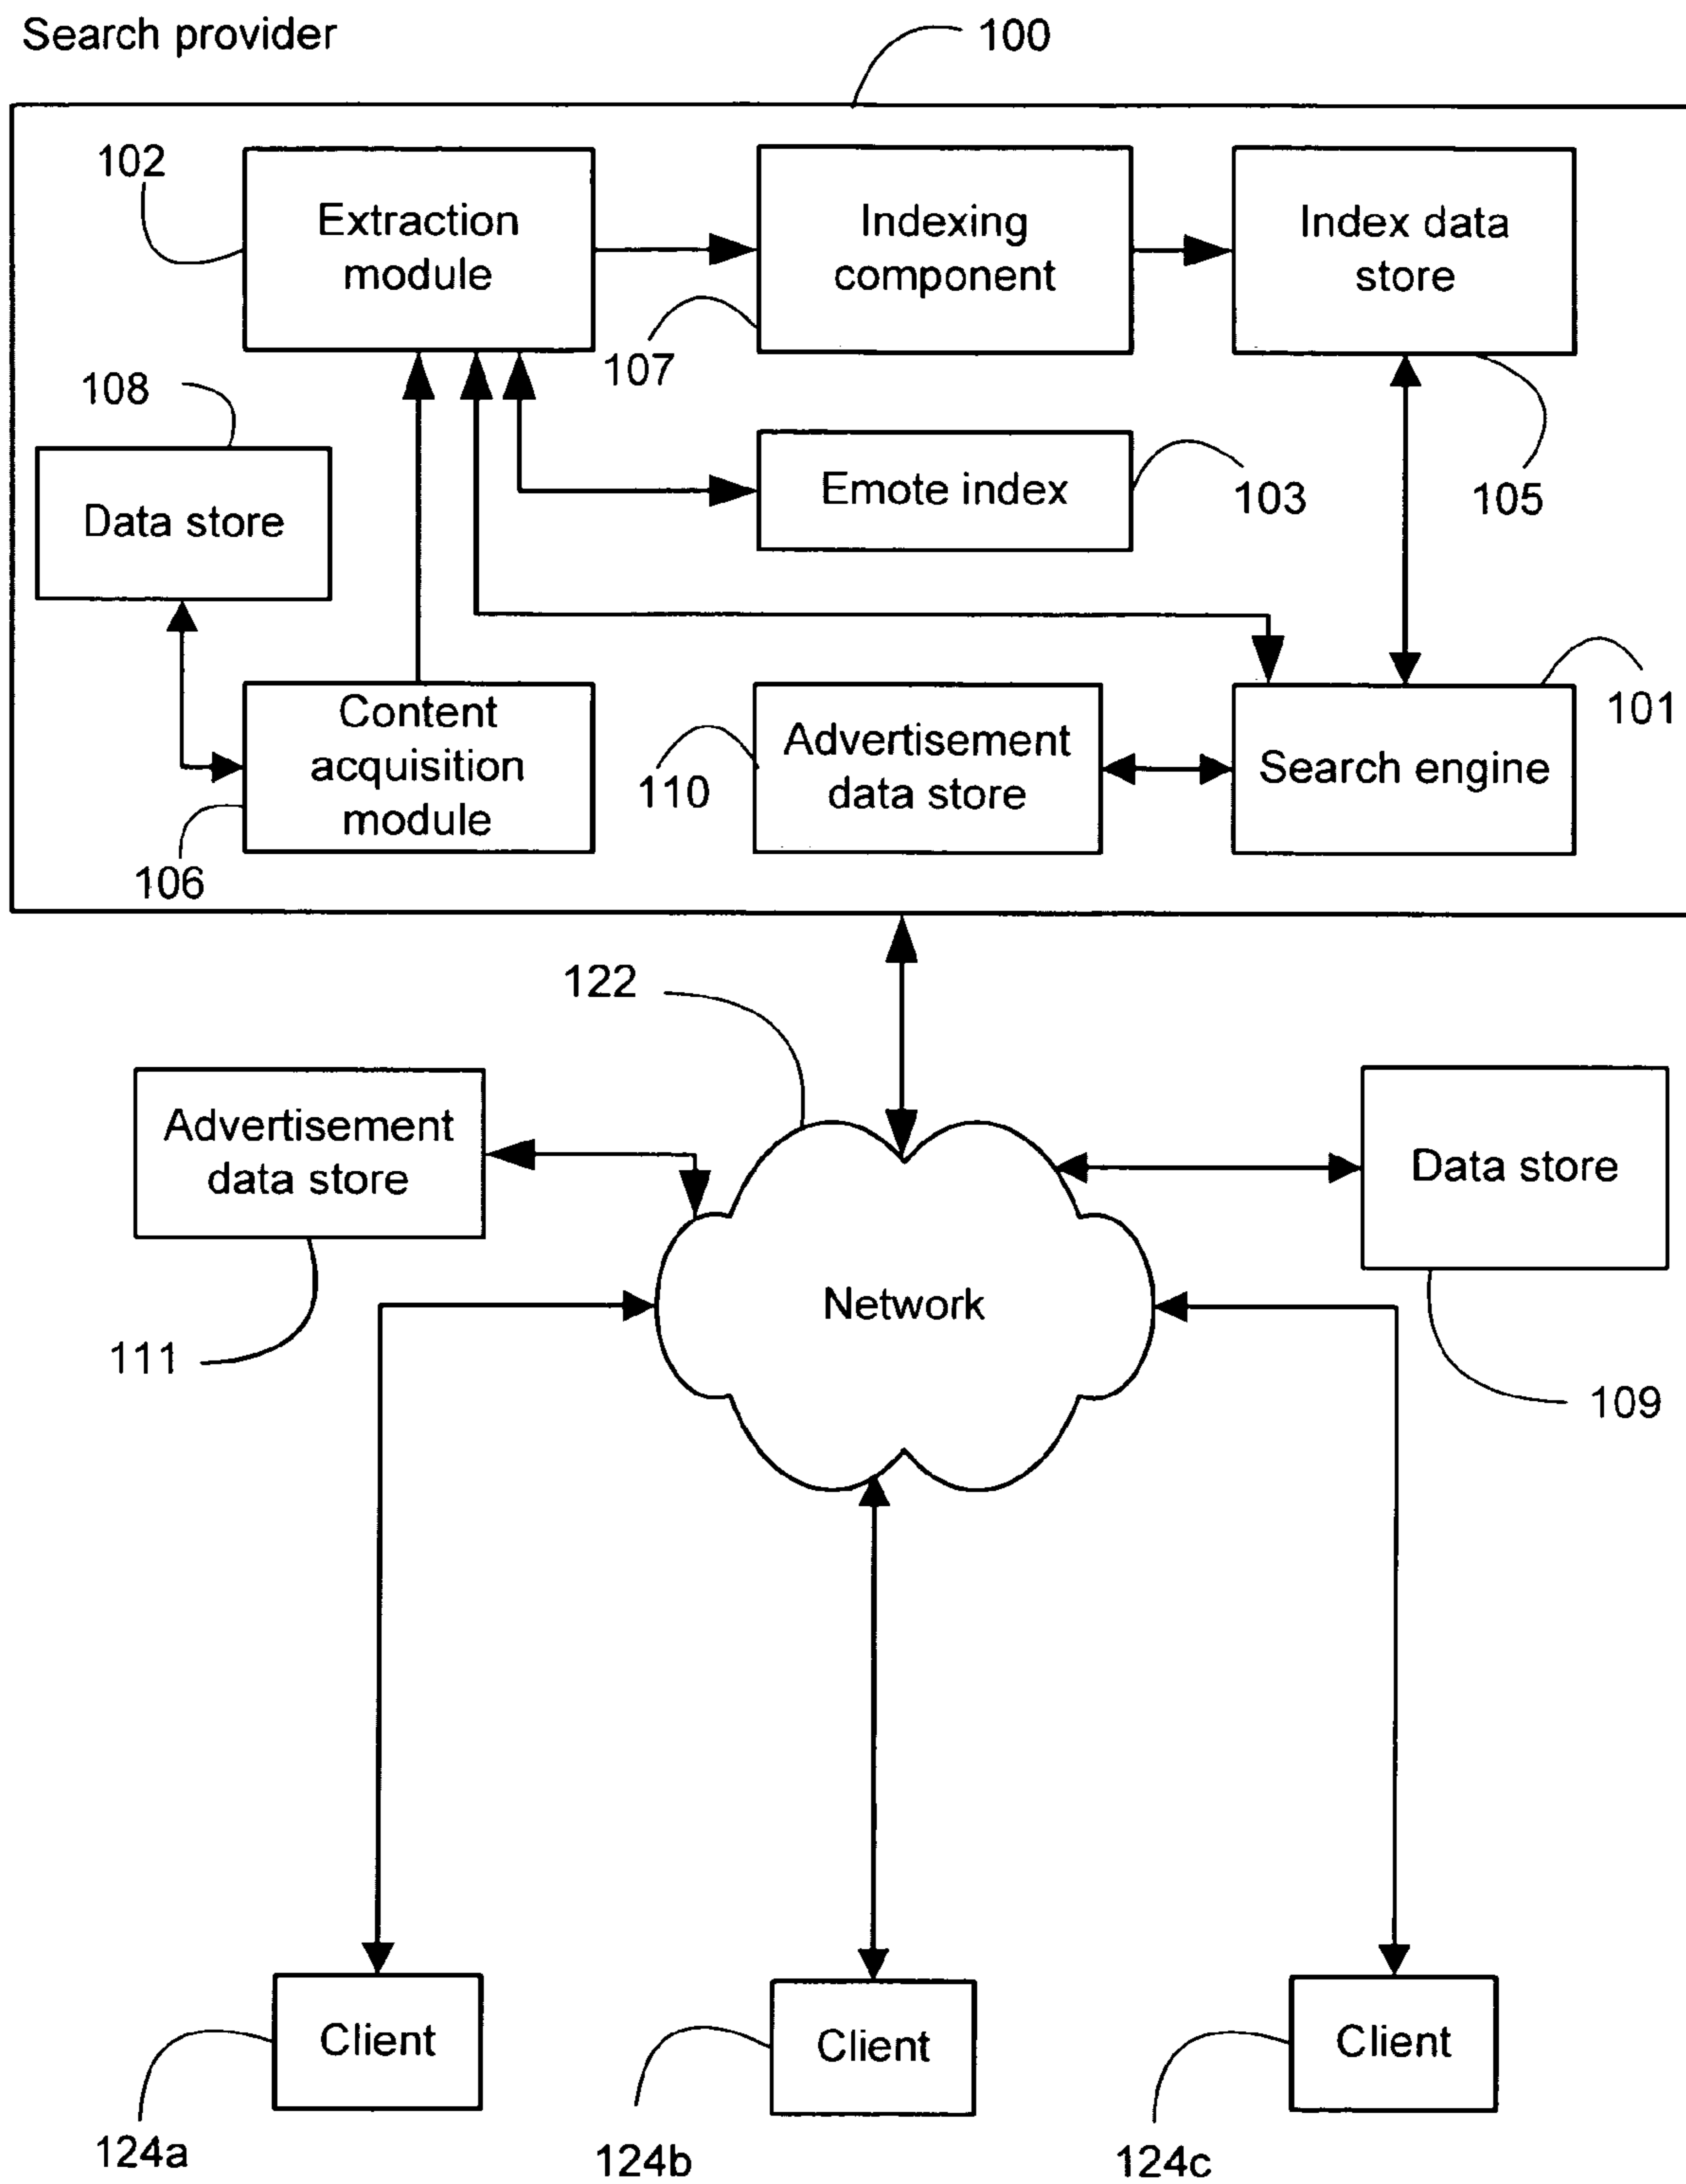 Search provider
100
102
Extraction
module
Indexing
component
Index data
store
107
108
Data store
Emote index
103
105
Content
acquisition
module
106
110
Advertisement
data store
Search engine
101
122
Advertisement
data store
111
Network
Data store
109
Client
124a
Client
124b
Client
124c